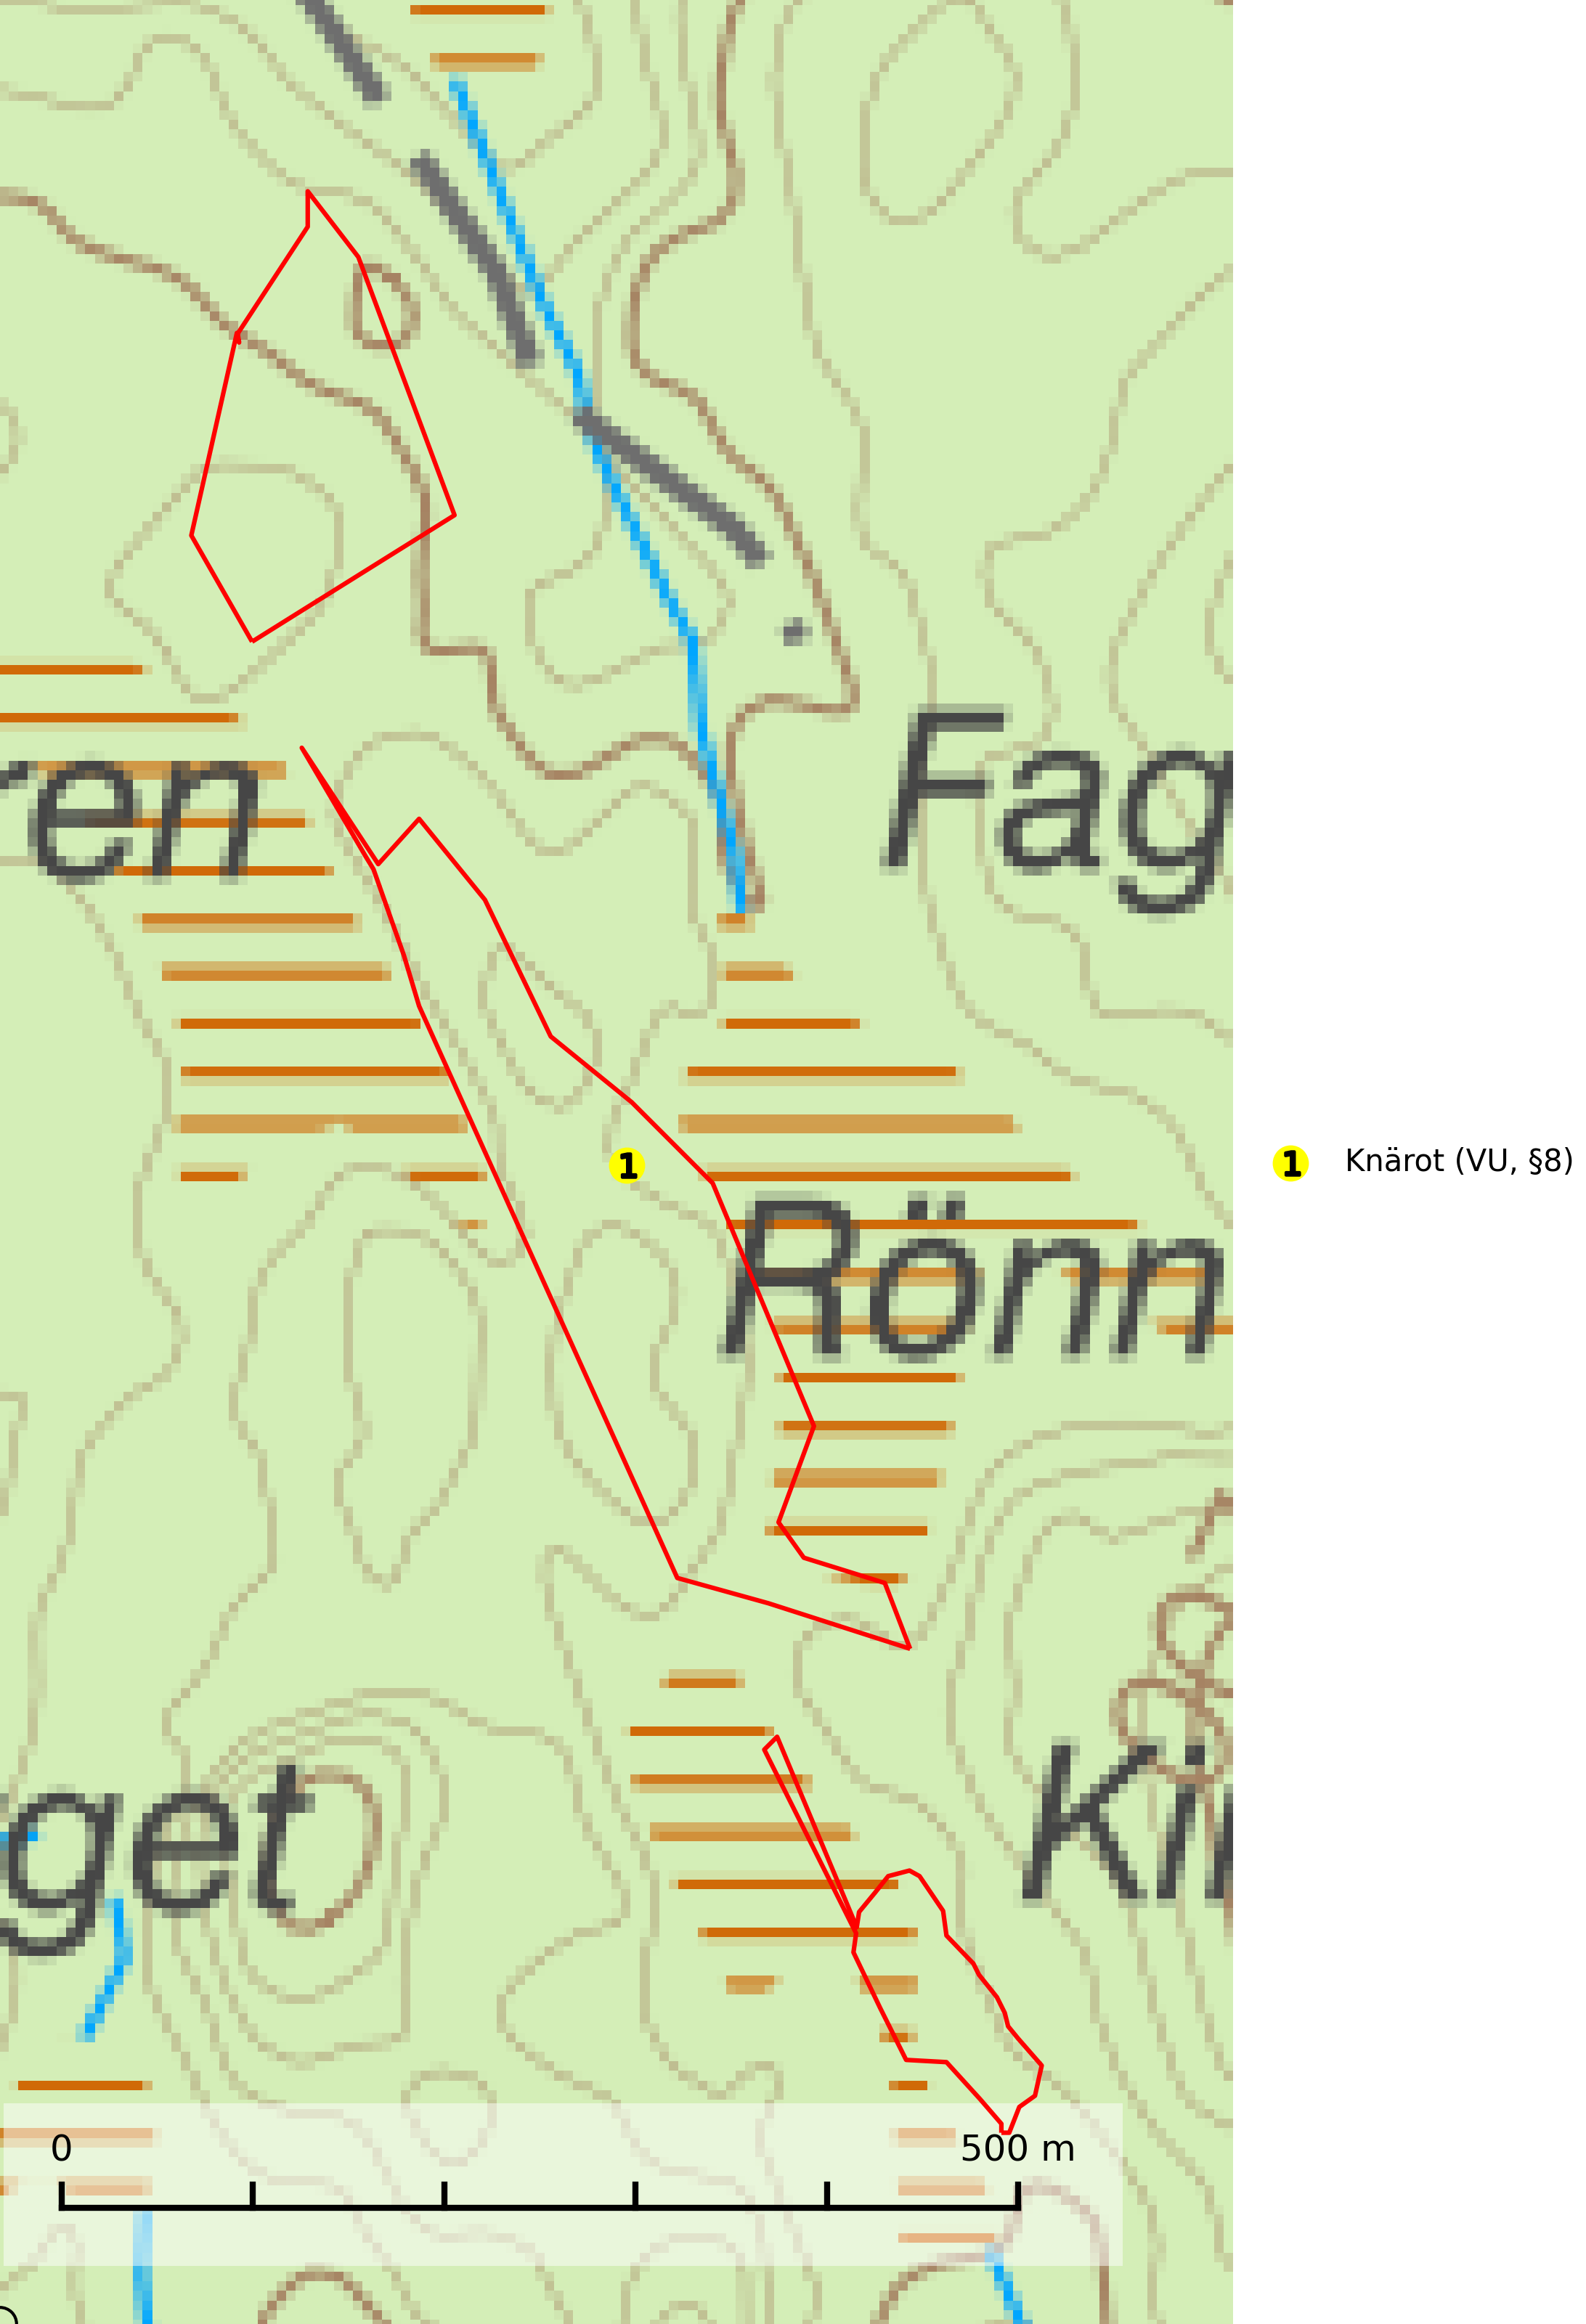 ren
Fag
1
1 Knärot (VU, §8)
Rönn
Ki
get
0 500 m